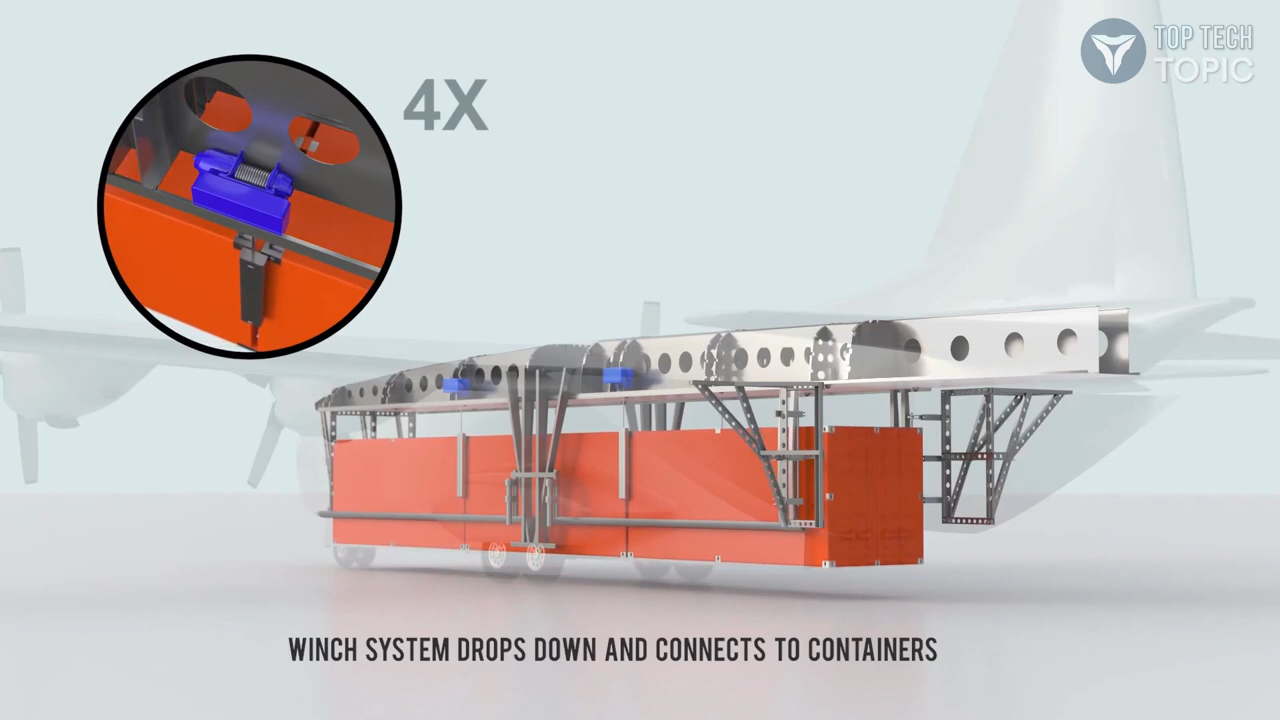 TOP TECH
TOPIC
4X
WINCH SYSTEM DROPS DOWN AND CONNECTS TO CONTAINERS